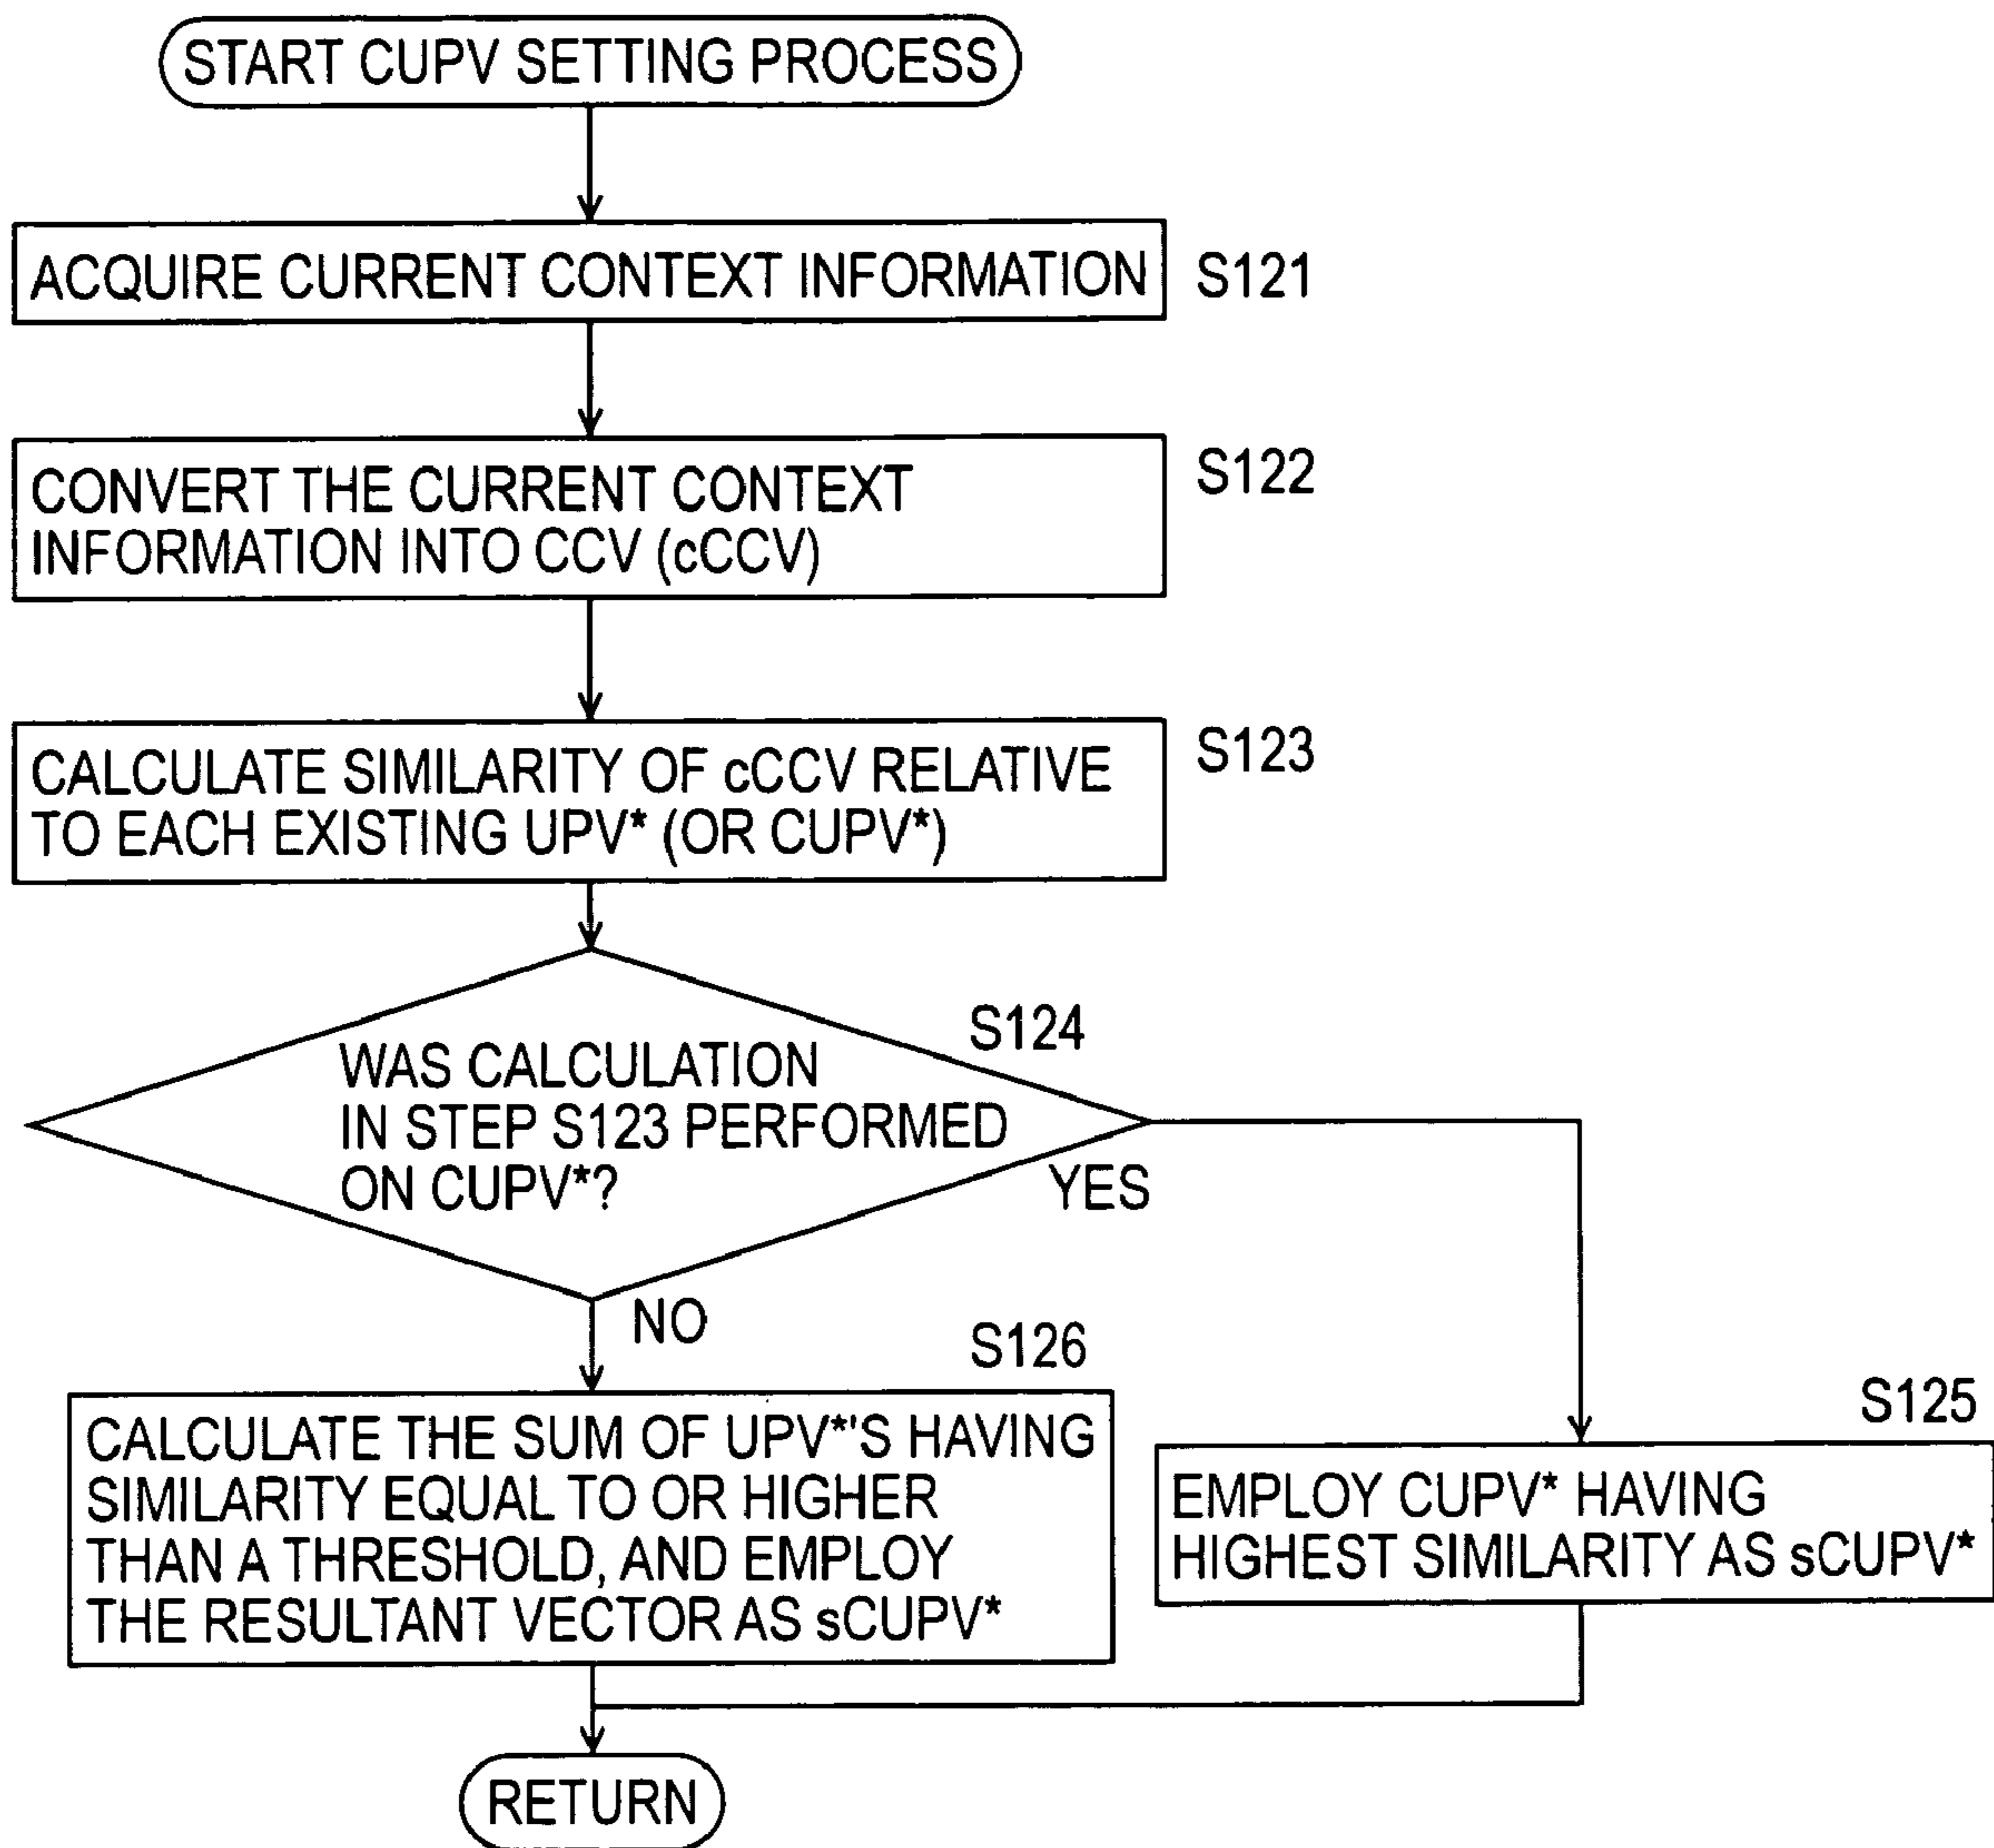 START CUPV SETTING PROCESS
ACQUIRE CURRENT CONTEXT INFORMATION
S121
CONVERT THE CURRENT CONTEXT
INFORMATION INTO CCV (cCCV)
S122
CALCULATE SIMILARITY OF cCCV RELATIVE
TO EACH EXISTING UPV* (OR CUPV*)
S123
S124
WAS CALCULATION
IN STEP S123 PERFORMED
ON CUPV*?
YES
NO
S126
CALCULATE THE SUM OF UPV*'S HAVING
SIMILARITY EQUAL TO OR HIGHER
THAN A THRESHOLD, AND EMPLOY
THE RESULTANT VECTOR AS sCUPV*
S125
EMPLOY CUPV* HAVING
HIGHEST SIMILARITY AS sCUPV*
RETURN